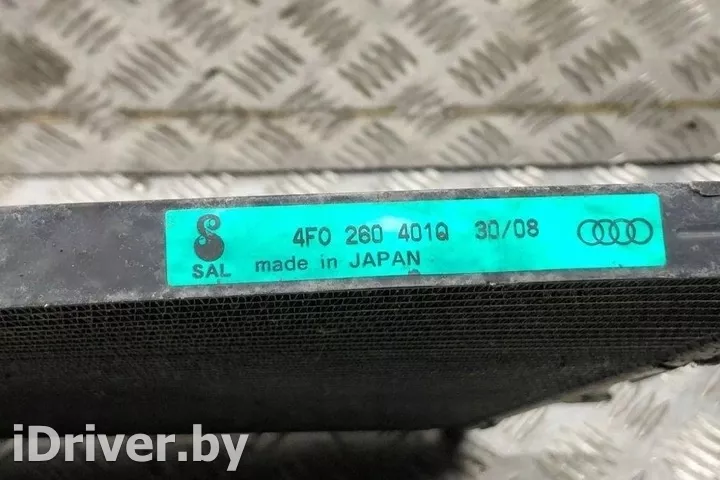 4F0 260 401Q 30/08
SAL made in JAPAN
iDriver.by